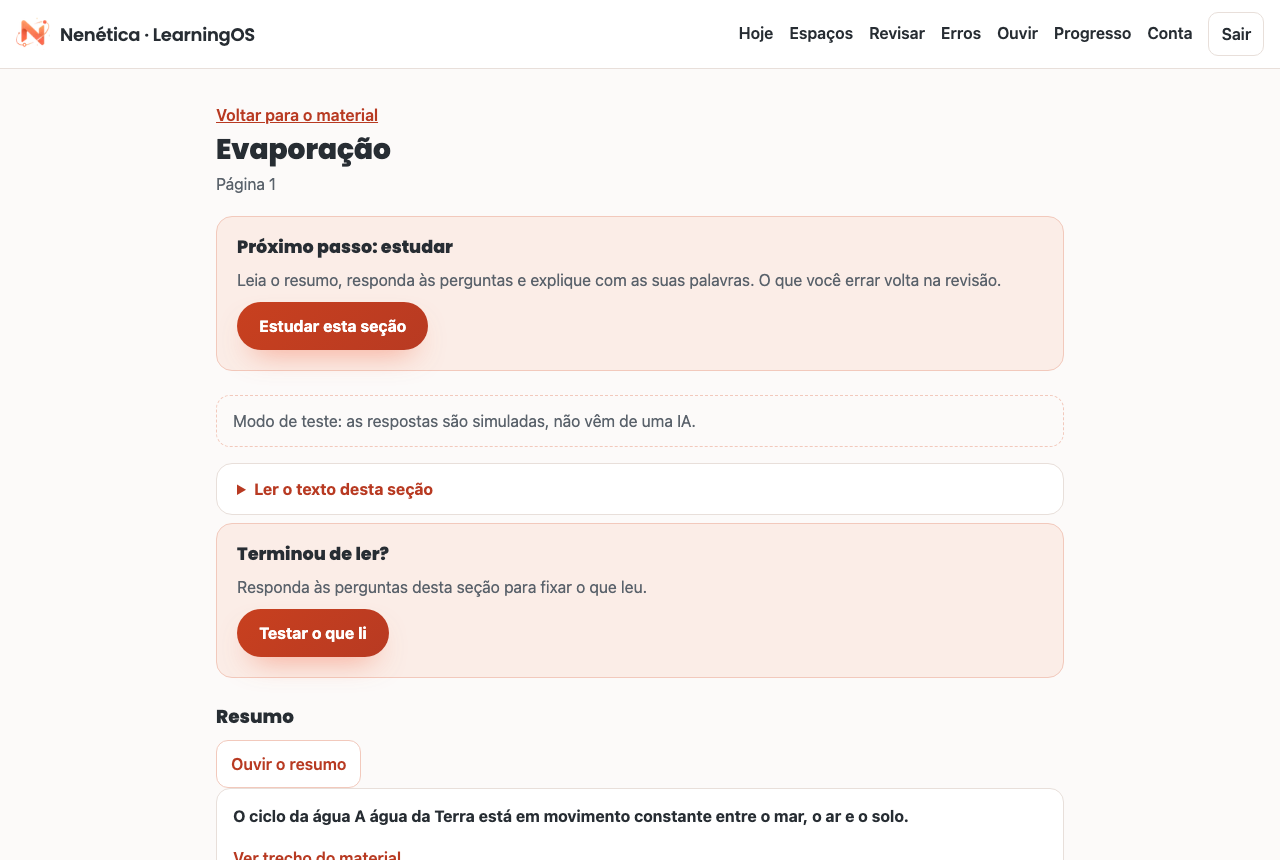 Nenética · LearningOS
Hoje Espaços Revisar Erros Ouvir Progresso Conta Sair
Voltar para o material
Evaporação
Página 1
Próximo passo: estudar
Leia o resumo, responda às perguntas e explique com as suas palavras. O que você errar volta na revisão.
Estudar esta seção
Modo de teste: as respostas são simuladas, não vêm de uma IA.
Ler o texto desta seção
Terminou de ler?
Responda às perguntas desta seção para fixar o que leu.
Testar o que li
Resumo
Ouvir o resumo
O ciclo da água A água da Terra está em movimento constante entre o mar, o ar e o solo.
Ver trecho do material